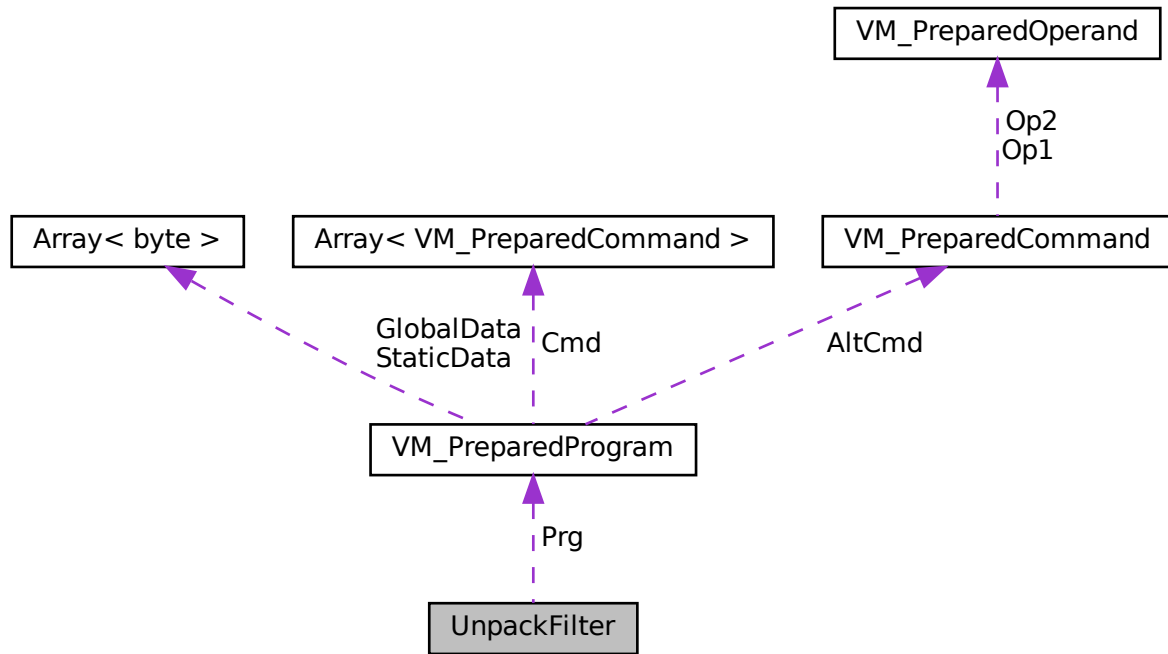 VM_PreparedOperand
Op2
Op1
Array< byte >
Array< VM_PreparedCommand >
VM_PreparedCommand
GlobalData
StaticData
Cmd
AltCmd
VM_PreparedProgram
Prg
UnpackFilter